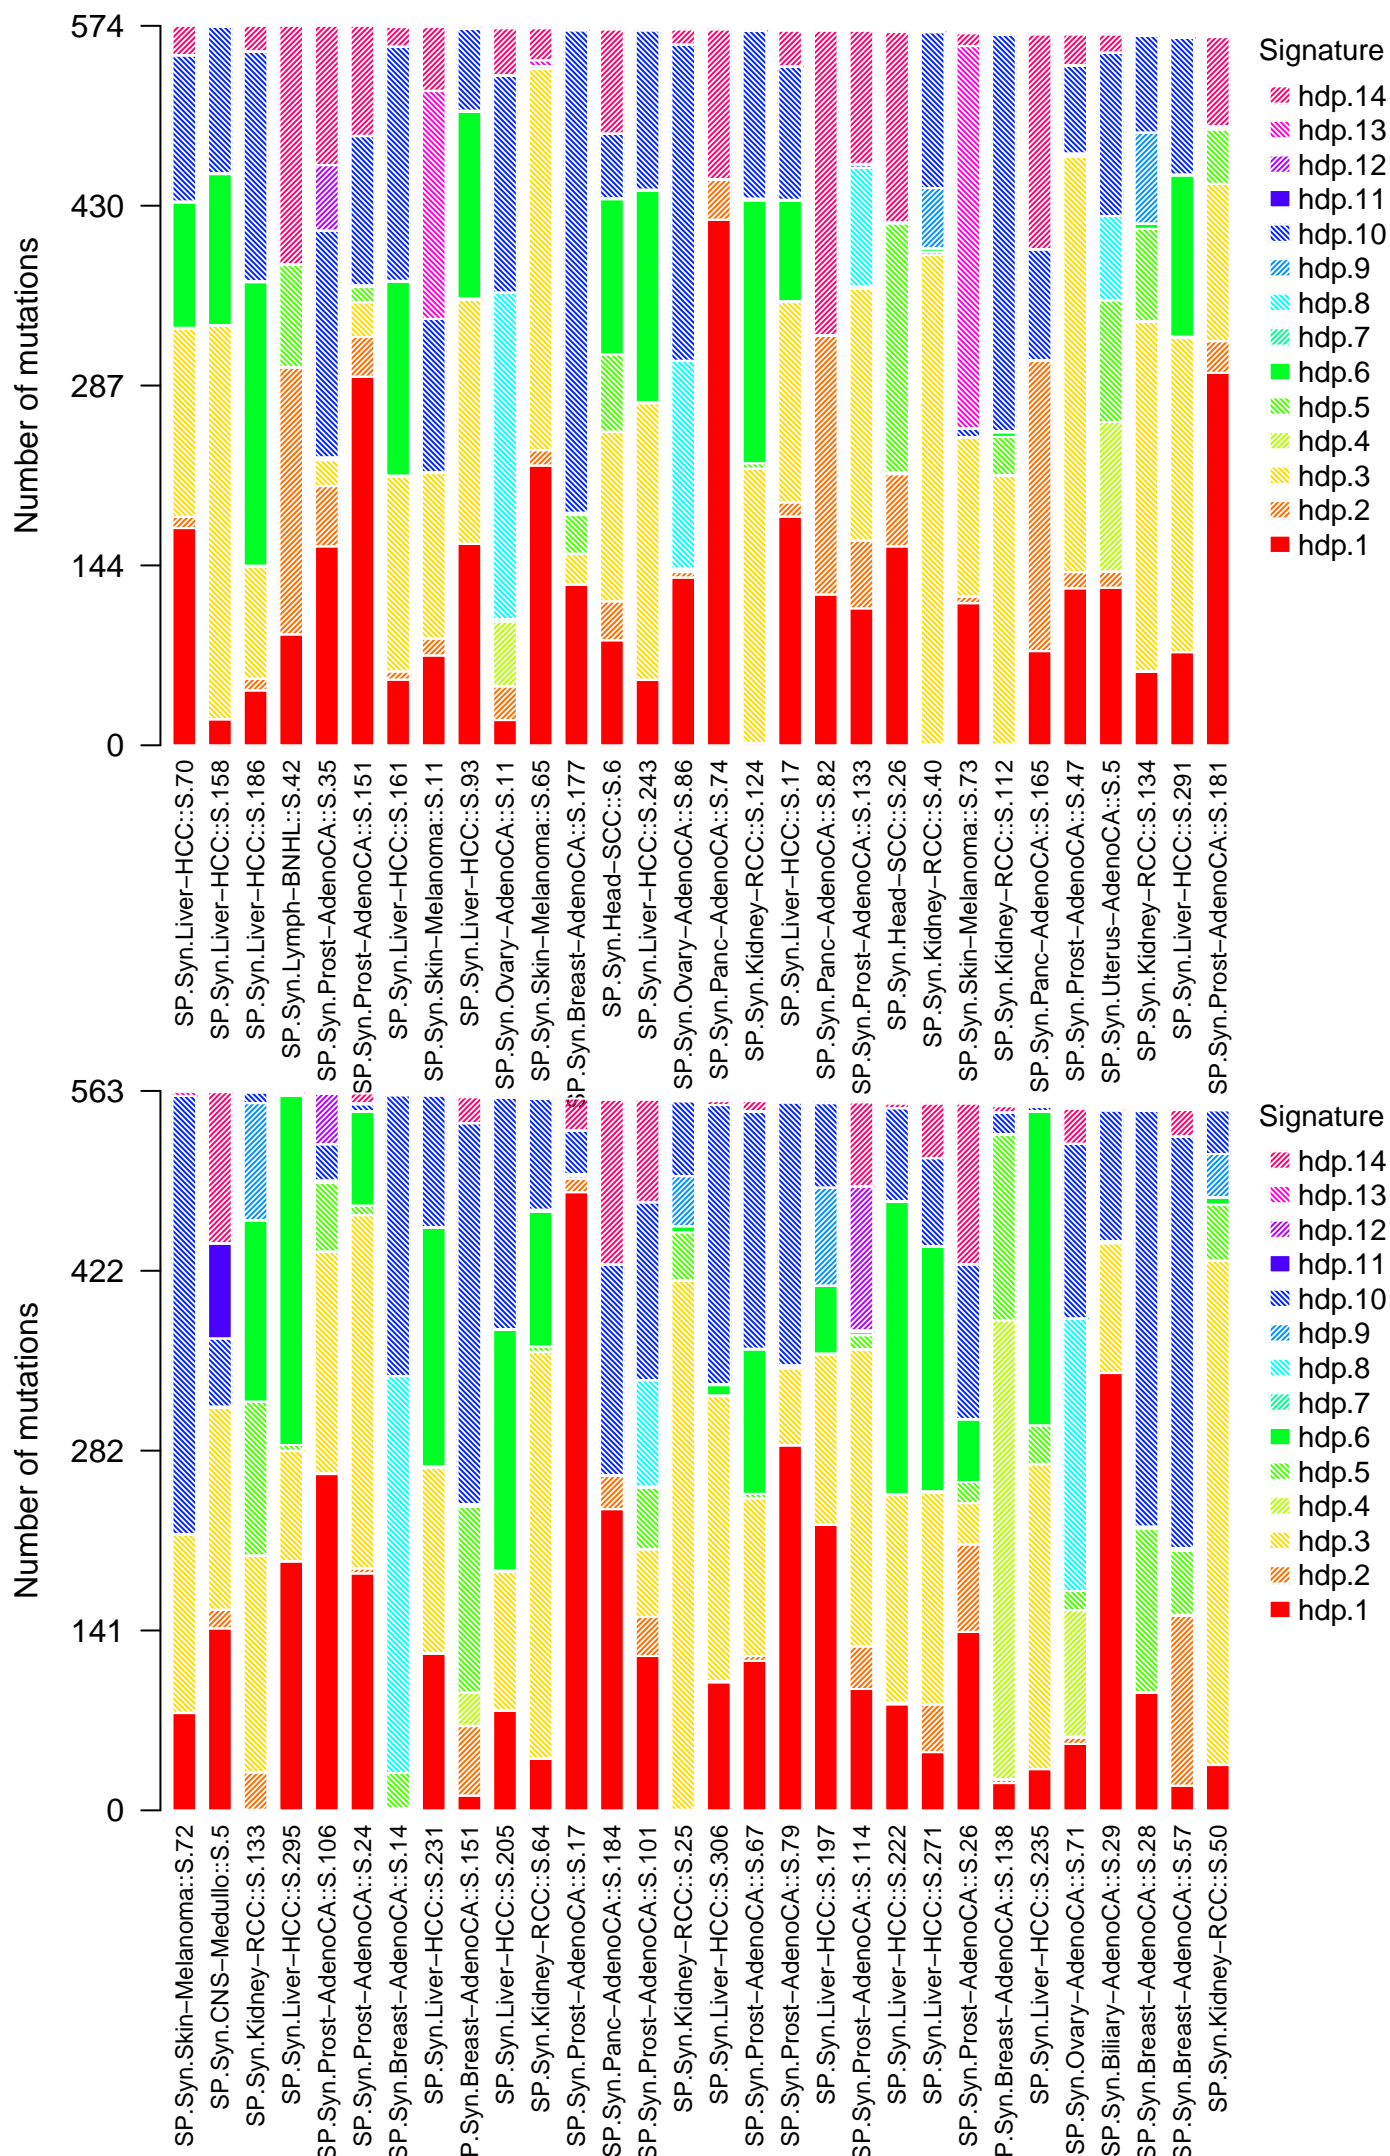 Number of mutations
574
430
287
144
0
Signature
hdp.14
hdp.13
hdp.12
hdp.11
hdp.10
hdp.9
hdp.8
hdp.7
hdp.6
hdp.5
hdp.4
hdp.3
hdp.2
hdp.1
SP.Syn.Liver−HCC::S.70
SP.Syn.Liver−HCC::S.158
SP.Syn.Liver−HCC::S.186
SP.Syn.Lymph−BNHL::S.42
SP.Syn.Prost−AdenoCA::S.35
SP.Syn.Prost−AdenoCA::S.151
SP.Syn.Liver−HCC::S.161
SP.Syn.Skin−Melanoma::S.11
SP.Syn.Liver−HCC::S.93
SP.Syn.Ovary−AdenoCA::S.11
SP.Syn.Skin−Melanoma::S.65
SP.Syn.Breast−AdenoCA::S.177
SP.Syn.Head−SCC::S.6
SP.Syn.Liver−HCC::S.243
SP.Syn.Ovary−AdenoCA::S.86
SP.Syn.Panc−AdenoCA::S.74
SP.Syn.Kidney−RCC::S.124
SP.Syn.Liver−HCC::S.17
SP.Syn.Panc−AdenoCA::S.82
SP.Syn.Prost−AdenoCA::S.133
SP.Syn.Head−SCC::S.26
SP.Syn.Kidney−RCC::S.40
SP.Syn.Skin−Melanoma::S.73
SP.Syn.Kidney−RCC::S.112
SP.Syn.Panc−AdenoCA::S.165
SP.Syn.Prost−AdenoCA::S.47
SP.Syn.Uterus−AdenoCA::S.5
SP.Syn.Kidney−RCC::S.134
SP.Syn.Liver−HCC::S.291
SP.Syn.Prost−AdenoCA::S.181
Number of mutations
563
422
282
141
0
Signature
hdp.14
hdp.13
hdp.12
hdp.11
hdp.10
hdp.9
hdp.8
hdp.7
hdp.6
hdp.5
hdp.4
hdp.3
hdp.2
hdp.1
SP.Syn.Skin−Melanoma::S.72
SP.Syn.CNS−Medullo::S.5
SP.Syn.Kidney−RCC::S.133
SP.Syn.Liver−HCC::S.295
SP.Syn.Prost−AdenoCA::S.106
SP.Syn.Prost−AdenoCA::S.24
SP.Syn.Breast−AdenoCA::S.14
SP.Syn.Liver−HCC::S.231
SP.Syn.Breast−AdenoCA::S.151
SP.Syn.Liver−HCC::S.205
SP.Syn.Kidney−RCC::S.64
SP.Syn.Prost−AdenoCA::S.17
SP.Syn.Panc−AdenoCA::S.184
SP.Syn.Prost−AdenoCA::S.101
SP.Syn.Kidney−RCC::S.25
SP.Syn.Liver−HCC::S.306
SP.Syn.Prost−AdenoCA::S.67
SP.Syn.Prost−AdenoCA::S.79
SP.Syn.Liver−HCC::S.197
SP.Syn.Prost−AdenoCA::S.114
SP.Syn.Liver−HCC::S.222
SP.Syn.Liver−HCC::S.271
SP.Syn.Prost−AdenoCA::S.26
SP.Syn.Breast−AdenoCA::S.138
SP.Syn.Liver−HCC::S.235
SP.Syn.Ovary−AdenoCA::S.71
SP.Syn.Biliary−AdenoCA::S.29
SP.Syn.Breast−AdenoCA::S.28
SP.Syn.Breast−AdenoCA::S.57
SP.Syn.Kidney−RCC::S.50